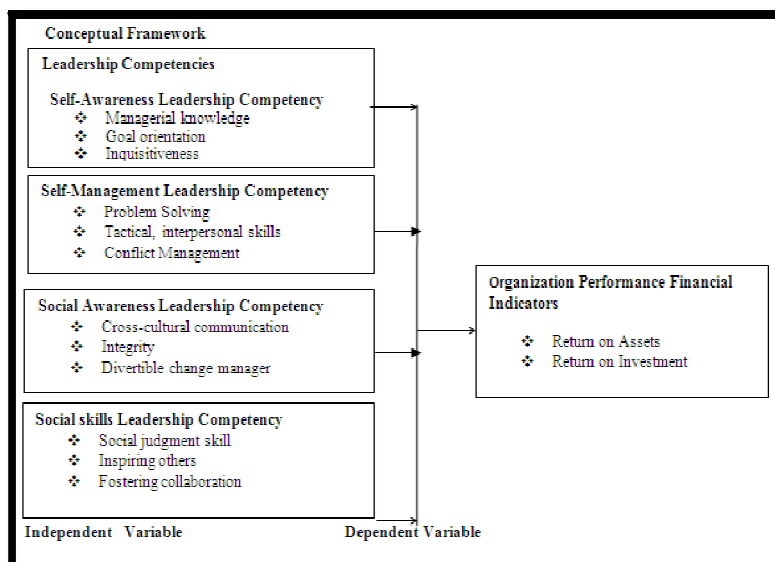 Conceptual Framework
Leadership Competencies
Self-Awareness Leadership Competency
❖ Managerial knowledge
❖ Goal orientation
❖ Inquisitiveness
Self-Management Leadership Competency
❖ Problem Solving
❖ Tactical, interpersonal skills
❖ Conflict Management
Social Awareness Leadership Competency
❖ Cross-cultural communication
❖ Integrity
❖ Divertible change manager
Social skills Leadership Competency
❖ Social judgment skill
❖ Inspiring others
❖ Fostering collaboration
Organization Performance Financial
Indicators
❖ Return on Assets
❖ Return on Investment
Independent Variable
Dependent Variable